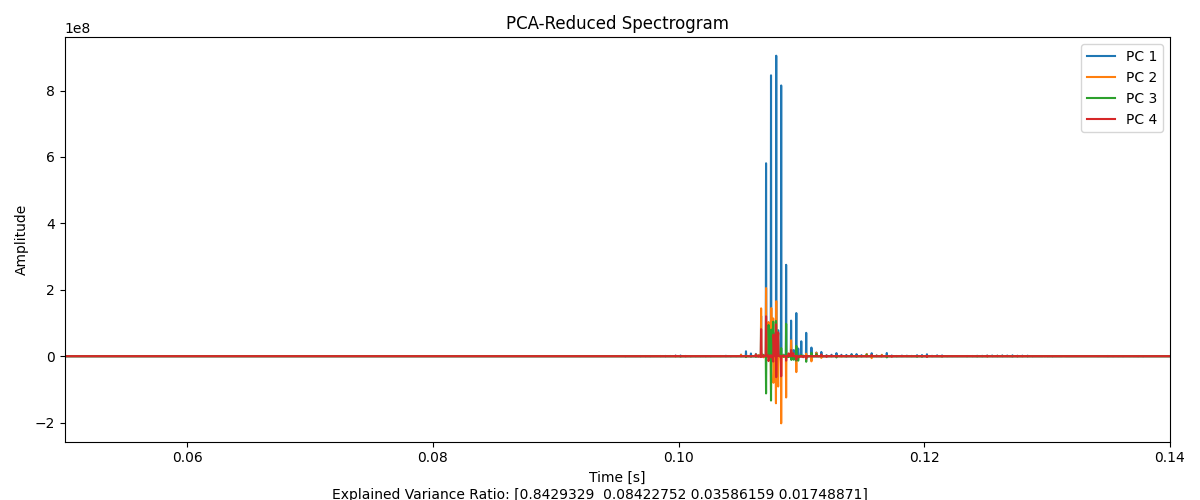 PCA-Reduced Spectrogram
1e8
PC 1
PC 2
PC 3
PC 4
8
6
4
2
0
−2
Amplitude
0.06 0.08 0.10 0.12 0.14
Time [s]
Explained Variance Ratio: [0.8429329  0.08422752 0.03586159 0.01748871]